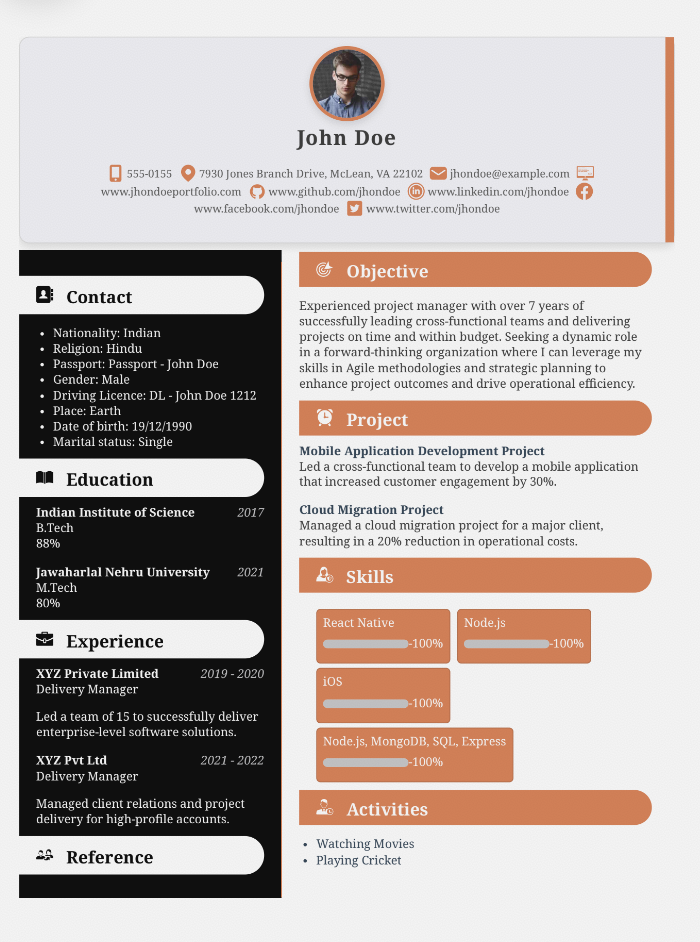 John Doe
555-0155 7930 Jones Branch Drive, McLean, VA 22102 jhondoe@example.com
www.jhondoeportfolio.com www.github.com/jhondoe www.linkedin.com/jhondoe
www.facebook.com/jhondoe www.twitter.com/jhondoe
Contact
• Nationality: Indian
• Religion: Hindu
• Passport: Passport - John Doe
• Gender: Male
• Driving Licence: DL - John Doe 1212
• Place: Earth
• Date of birth: 19/12/1990
• Marital status: Single
Education
Indian Institute of Science 2017
B.Tech
88%
Jawaharlal Nehru University 2021
M.Tech
80%
Experience
XYZ Private Limited 2019 - 2020
Delivery Manager
Led a team of 15 to successfully deliver
enterprise-level software solutions.
XYZ Pvt Ltd 2021 - 2022
Delivery Manager
Managed client relations and project
delivery for high-profile accounts.
Reference
Objective
Experienced project manager with over 7 years of
successfully leading cross-functional teams and delivering
projects on time and within budget. Seeking a dynamic role
in a forward-thinking organization where I can leverage my
skills in Agile methodologies and strategic planning to
enhance project outcomes and drive operational efficiency.
Project
Mobile Application Development Project
Led a cross-functional team to develop a mobile application
that increased customer engagement by 30%.
Cloud Migration Project
Managed a cloud migration project for a major client,
resulting in a 20% reduction in operational costs.
Skills
React Native
-100%
Node.js
-100%
iOS
-100%
Node.js, MongoDB, SQL, Express
-100%
Activities
• Watching Movies
• Playing Cricket